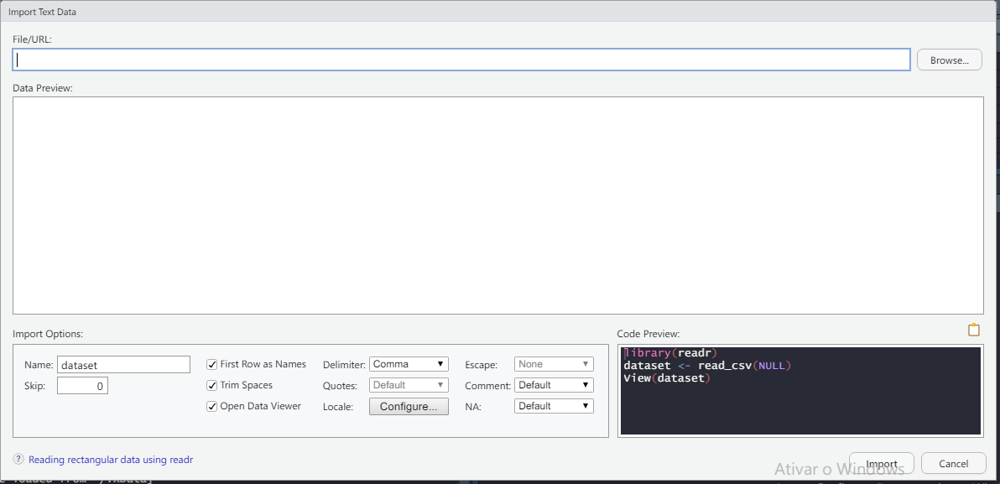 Import Text Data
File/URL:
Browse...
Data Preview:
Import Options:
Code Preview:
Name: dataset
First Row as Names
Delimiter: Comma
Escape: None
Skip: 0
Trim Spaces
Quotes: Default
Comment: Default
Open Data Viewer
Locale: Configure...
NA: Default
library(readr)
dataset <- read_csv(NULL)
View(dataset)
? Reading rectangular data using readr
Ativar o Windows
Import
Cancel